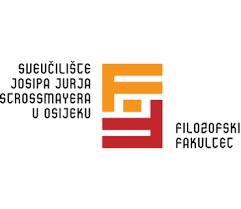 SVEUČILIŠTE
JOSIPA JURJA
STROSSMAYERA
U OSIJEKU
FILOZOFSKI
FAKULTET